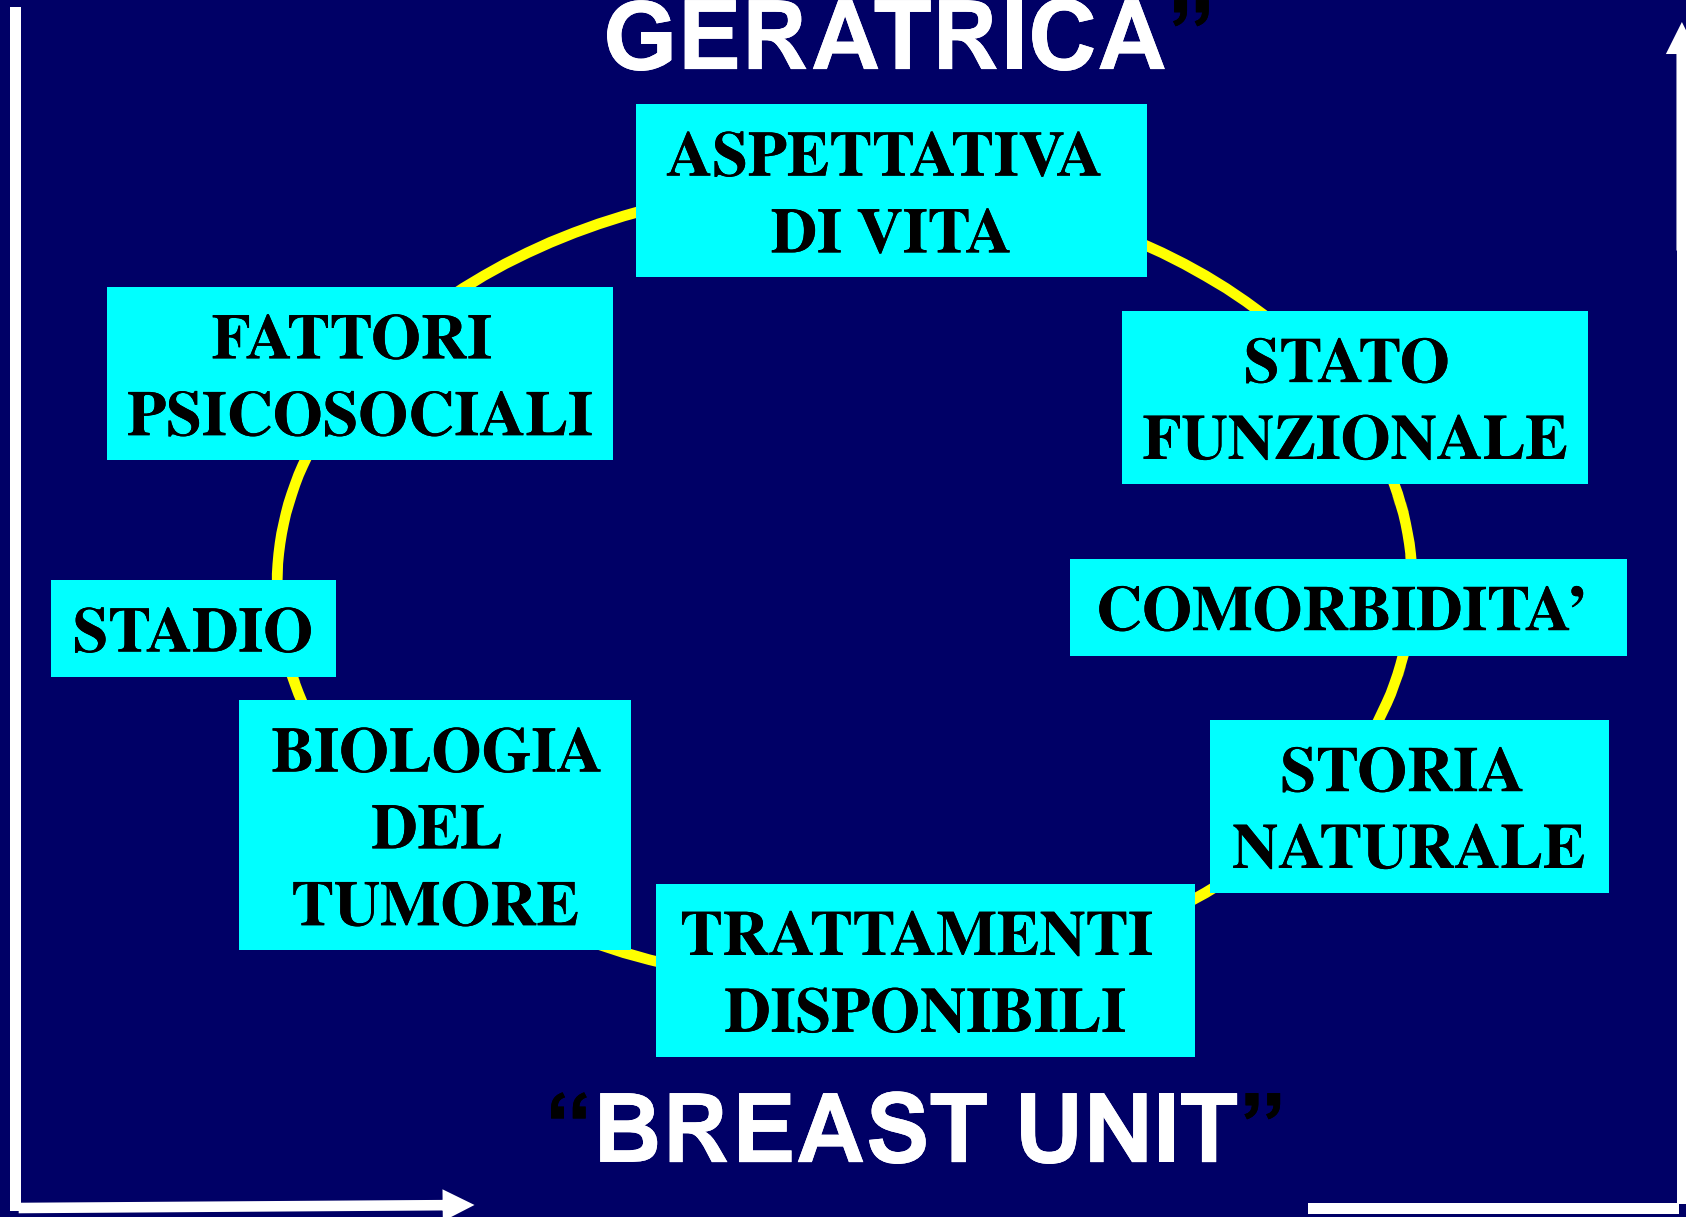 GERATRICA”
ASPETTATIVA
DI VITA
FATTORI
PSICOSOCIALI
STATO
FUNZIONALE
STADIO
COMORBIDITA’
BIOLOGIA
DEL
TUMORE
STORIA
NATURALE
TRATTAMENTI
DISPONIBILI
“BREAST UNIT”